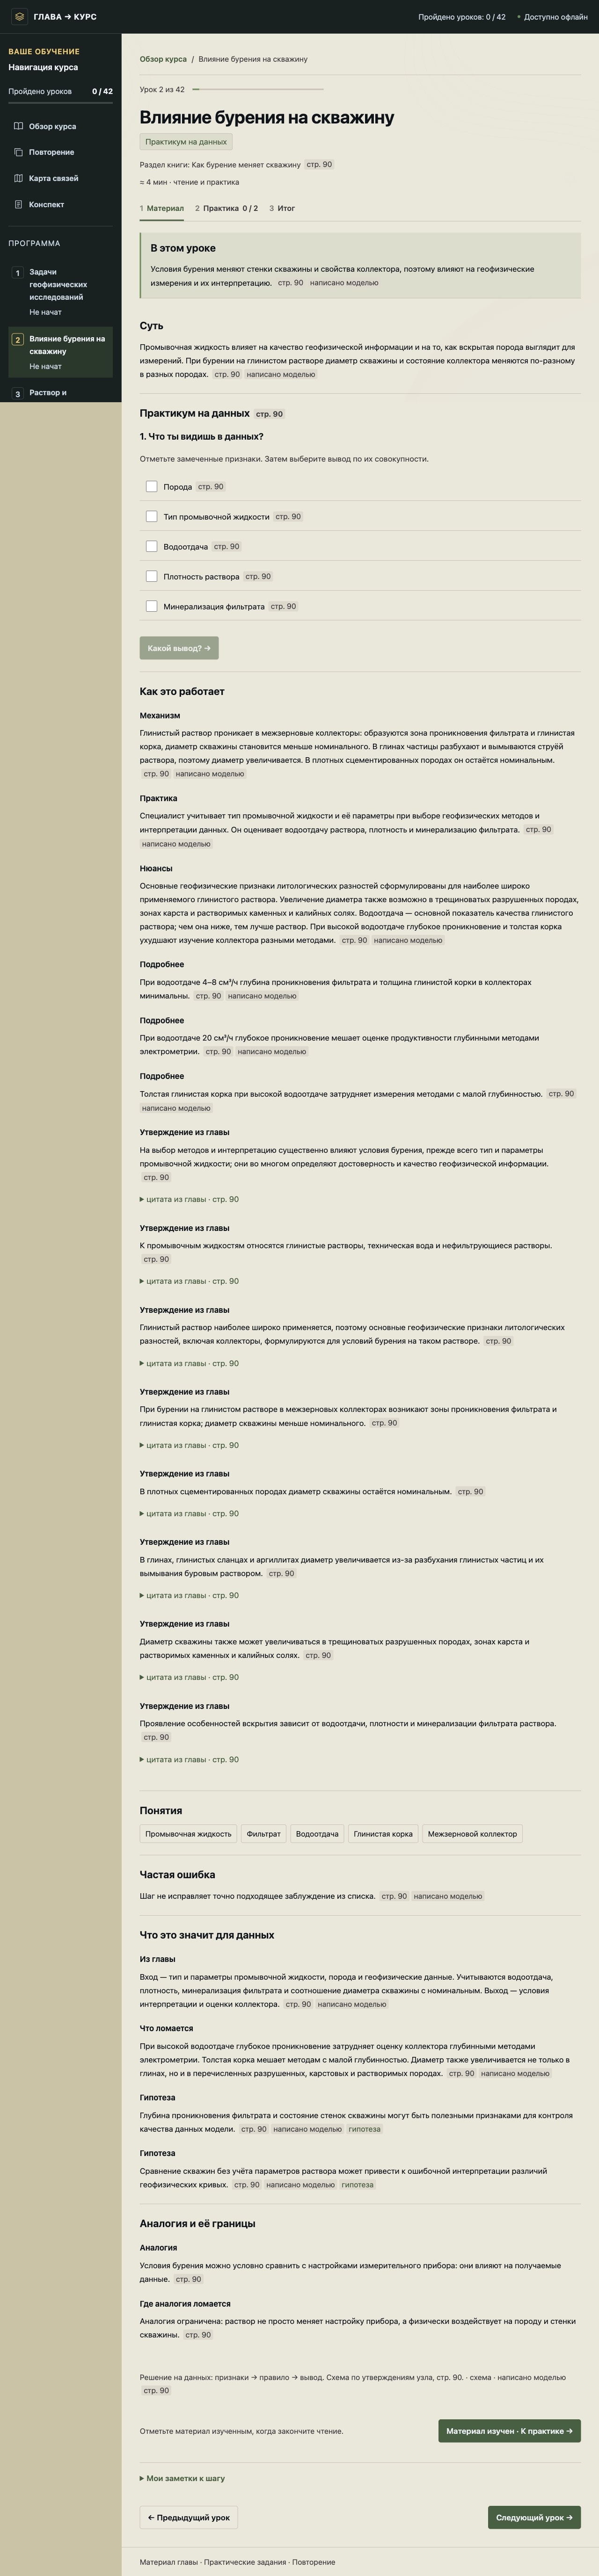 ГЛАВА → КУРС
Пройдено уроков: 0 / 42
Доступно офлайн
ВАШЕ ОБУЧЕНИЕ
Навигация курса
Пройдено уроков 0 / 42
Обзор курса
Повторение
Карта связей
Конспект
ПРОГРАММА
1 Задачи
геофизических
исследований
Не начат
2 Влияние бурения на
скважину
Не начат
3 Раствор и
Обзор курса / Влияние бурения на скважину
Урок 2 из 42
Влияние бурения на скважину
Практикум на данных
Раздел книги: Как бурение меняет скважину стр. 90
≈ 4 мин · чтение и практика
1 Материал 2 Практика 0 / 2 3 Итог
В этом уроке
Условия бурения меняют стенки скважины и свойства коллектора, поэтому влияют на геофизические
измерения и их интерпретацию. стр. 90 написано моделью
Суть
Промывочная жидкость влияет на качество геофизической информации и на то, как вскрытая порода выглядит для
измерений. При бурении на глинистом растворе диаметр скважины и состояние коллектора меняются по-разному
в разных породах. стр. 90 написано моделью
Практикум на данных стр. 90
1. Что ты видишь в данных?
Отметьте замеченные признаки. Затем выберите вывод по их совокупности.
Порода стр. 90
Тип промывочной жидкости стр. 90
Водоотдача стр. 90
Плотность раствора стр. 90
Минерализация фильтрата стр. 90
Какой вывод? →
Как это работает
Механизм
Глинистый раствор проникает в межзерновые коллекторы: образуются зона проникновения фильтрата и глинистая
корка, диаметр скважины становится меньше номинального. В глинах частицы разбухают и вымываются струёй
раствора, поэтому диаметр увеличивается. В плотных сцементированных породах он остаётся номинальным.
стр. 90 написано моделью
Практика
Специалист учитывает тип промывочной жидкости и её параметры при выборе геофизических методов и
интерпретации данных. Он оценивает водоотдачу раствора, плотность и минерализацию фильтрата. стр. 90
написано моделью
Нюансы
Основные геофизические признаки литологических разностей сформулированы для наиболее широко
применяемого глинистого раствора. Увеличение диаметра также возможно в трещиноватых разрушенных породах,
зонах карста и растворимых каменных и калийных солях. Водоотдача — основной показатель качества глинистого
раствора; чем она ниже, тем лучше раствор. При высокой водоотдаче глубокое проникновение и толстая корка
ухудшают изучение коллектора разными методами. стр. 90 написано моделью
Подробнее
При водоотдаче 4–8 см³/ч глубина проникновения фильтрата и толщина глинистой корки в коллекторах
минимальны. стр. 90 написано моделью
Подробнее
При водоотдаче 20 см³/ч глубокое проникновение мешает оценке продуктивности глубинными методами
электрометрии. стр. 90 написано моделью
Подробнее
Толстая глинистая корка при высокой водоотдаче затрудняет измерения методами с малой глубинностью. стр. 90
написано моделью
Утверждение из главы
На выбор методов и интерпретацию существенно влияют условия бурения, прежде всего тип и параметры
промывочной жидкости; они во многом определяют достоверность и качество геофизической информации.
стр. 90
▶ цитата из главы · стр. 90
Утверждение из главы
К промывочным жидкостям относятся глинистые растворы, техническая вода и нефильтрующиеся растворы.
стр. 90
▶ цитата из главы · стр. 90
Утверждение из главы
Глинистый раствор наиболее широко применяется, поэтому основные геофизические признаки литологических
разностей, включая коллекторы, формулируются для условий бурения на таком растворе. стр. 90
▶ цитата из главы · стр. 90
Утверждение из главы
При бурении на глинистом растворе в межзерновых коллекторах возникают зоны проникновения фильтрата и
глинистая корка; диаметр скважины меньше номинального. стр. 90
▶ цитата из главы · стр. 90
Утверждение из главы
В плотных сцементированных породах диаметр скважины остаётся номинальным. стр. 90
▶ цитата из главы · стр. 90
Утверждение из главы
В глинах, глинистых сланцах и аргиллитах диаметр увеличивается из-за разбухания глинистых частиц и их
вымывания буровым раствором. стр. 90
▶ цитата из главы · стр. 90
Утверждение из главы
Диаметр скважины также может увеличиваться в трещиноватых разрушенных породах, зонах карста и
растворимых каменных и калийных солях. стр. 90
▶ цитата из главы · стр. 90
Утверждение из главы
Проявление особенностей вскрытия зависит от водоотдачи, плотности и минерализации фильтрата раствора.
стр. 90
▶ цитата из главы · стр. 90
Понятия
Промывочная жидкость Фильтрат Водоотдача Глинистая корка Межзерновой коллектор
Частая ошибка
Шаг не исправляет точно подходящее заблуждение из списка. стр. 90 написано моделью
Что это значит для данных
Из главы
Вход — тип и параметры промывочной жидкости, порода и геофизические данные. Учитываются водоотдача,
плотность, минерализация фильтрата и соотношение диаметра скважины с номинальным. Выход — условия
интерпретации и оценки коллектора. стр. 90 написано моделью
Что ломается
При высокой водоотдаче глубокое проникновение затрудняет оценку коллектора глубинными методами
электрометрии. Толстая корка мешает методам с малой глубинностью. Диаметр также увеличивается не только в
глинах, но и в перечисленных разрушенных, карстовых и растворимых породах. стр. 90 написано моделью
Гипотеза
Глубина проникновения фильтрата и состояние стенок скважины могут быть полезными признаками для контроля
качества данных модели. стр. 90 написано моделью гипотеза
Гипотеза
Сравнение скважин без учёта параметров раствора может привести к ошибочной интерпретации различий
геофизических кривых. стр. 90 написано моделью гипотеза
Аналогия и её границы
Аналогия
Условия бурения можно условно сравнить с настройками измерительного прибора: они влияют на получаемые
данные. стр. 90
Где аналогия ломается
Аналогия ограничена: раствор не просто меняет настройку прибора, а физически воздействует на породу и стенки
скважины. стр. 90
Решение на данных: признаки → правило → вывод. Схема по утверждениям узла, стр. 90. · схема · написано моделью
стр. 90
Отметьте материал изученным, когда закончите чтение.
Материал изучен · К практике →
▶ Мои заметки к шагу
← Предыдущий урок
Следующий урок →
Материал главы · Практические задания · Повторение